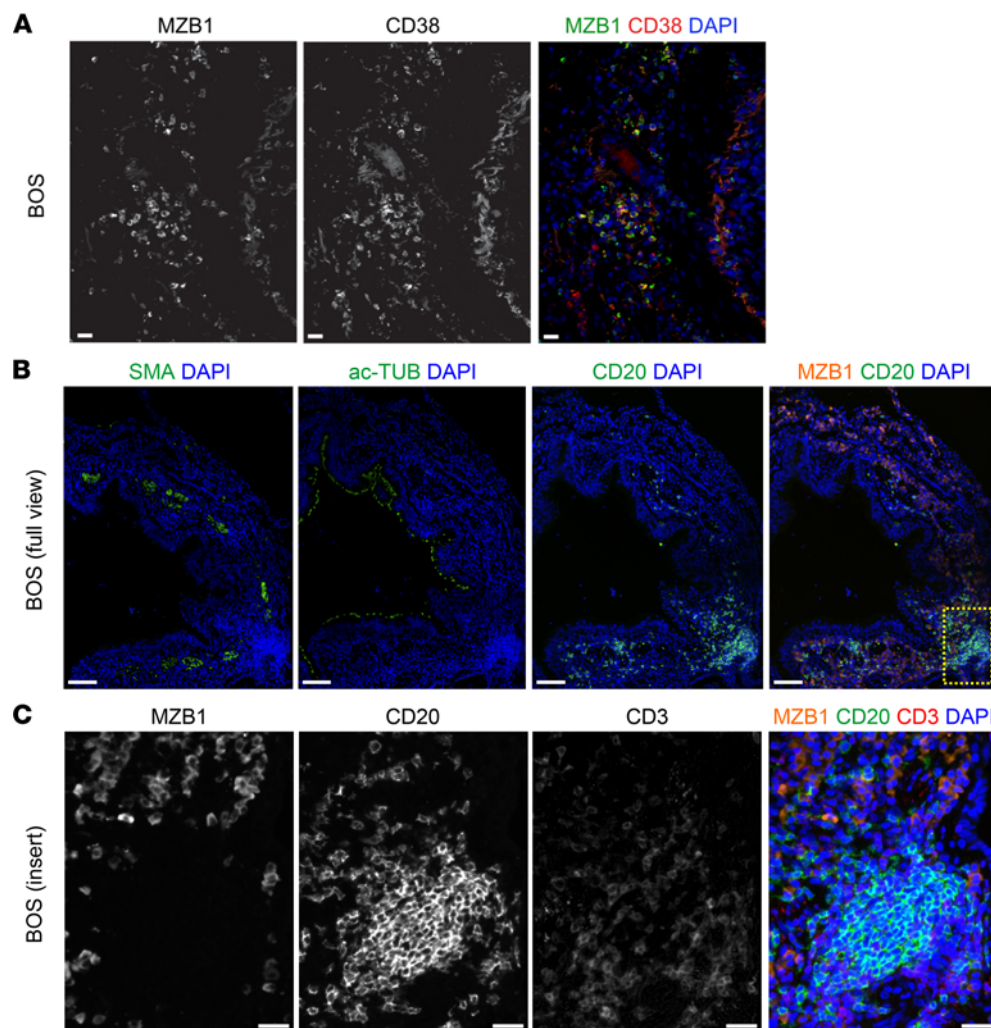 A
MZB1 CD38 MZB1 CD38 DAPI
BOS
B
SMA DAPI ac-TUB DAPI CD20 DAPI MZB1 CD20 DAPI
BOS (full view)
C
MZB1 CD20 CD3 MZB1 CD20 CD3 DAPI
BOS (insert)